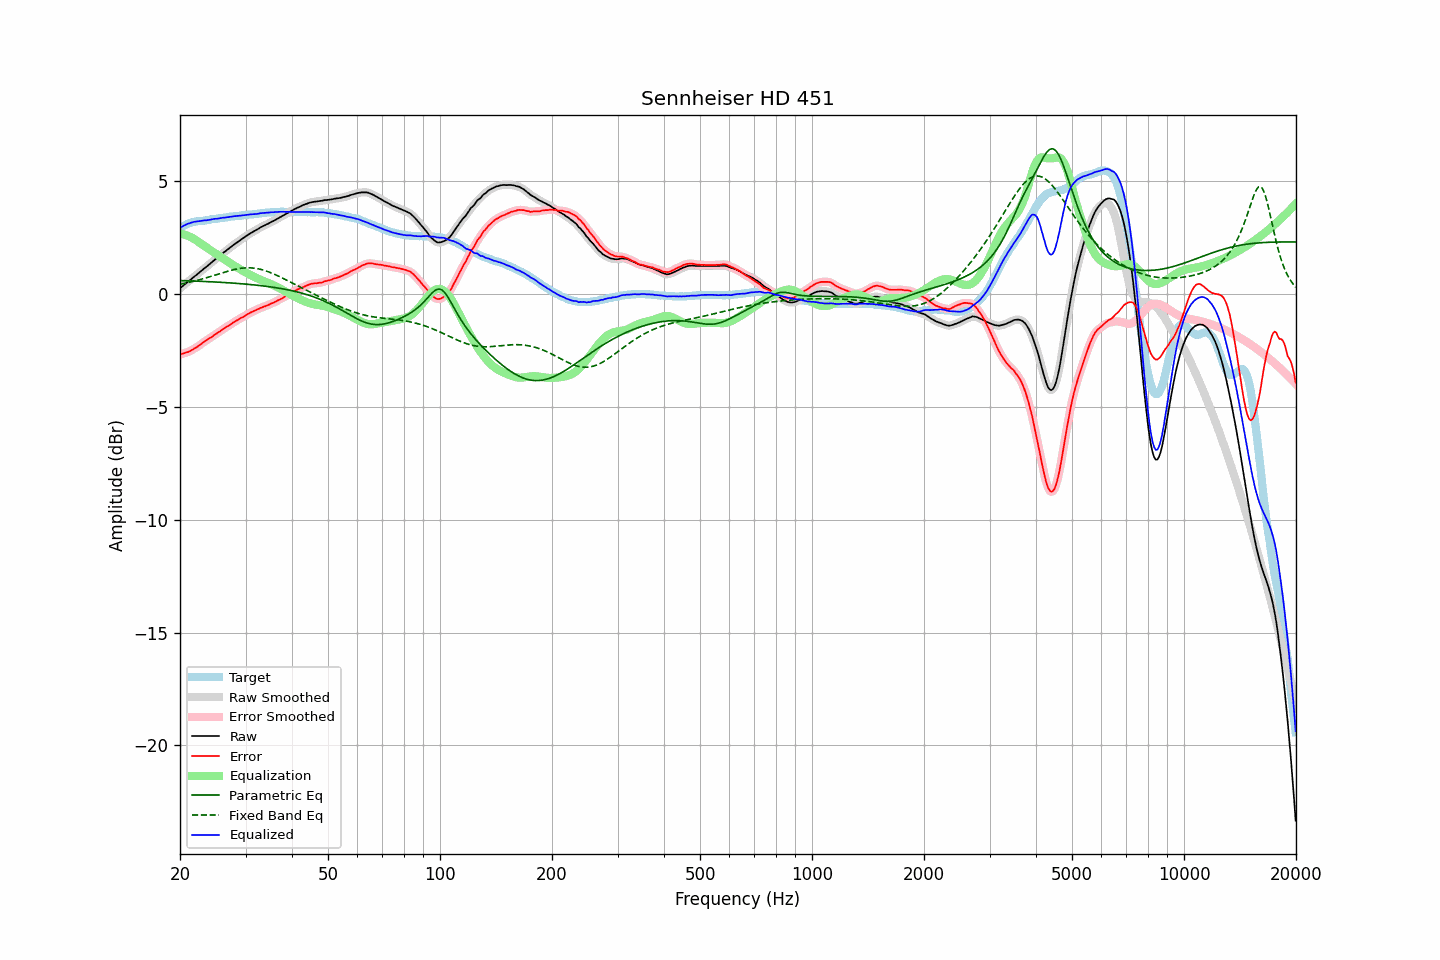 Sennheiser HD 451
Amplitude (dBr)
5
0
−5
−10
−15
−20
Target
Raw Smoothed
Error Smoothed
Raw
Error
Equalization
Parametric Eq
Fixed Band Eq
Equalized
20 50 100 200 500 1000 2000 5000 10000 20000
Frequency (Hz)